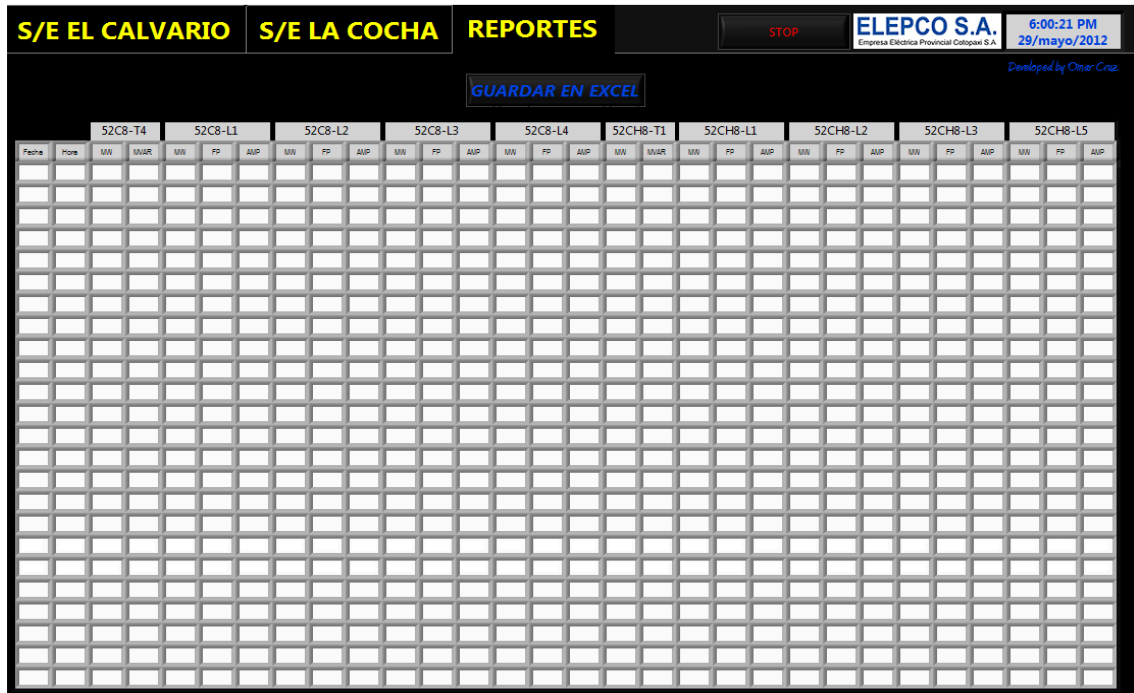 S/E EL CALVARIO S/E LA COCHA REPORTES STOP ELEPCO S.A. 6:00:21 PM
Empresa Eléctrica Provincial Cotopaxi S.A 29/mayo/2012
Developed by Omar Cruz
GUARDAR EN EXCEL
52C8-T4 52C8-L1 52C8-L2 52C8-L3 52C8-L4 52CH8-T1 52CH8-L1 52CH8-L2 52CH8-L3 52CH8-L5
Fecha Hora MW MVAR MW FP AMP MW FP AMP MW FP AMP MW FP AMP MW MVAR MW FP AMP MW FP AMP MW FP AMP MW FP AMP